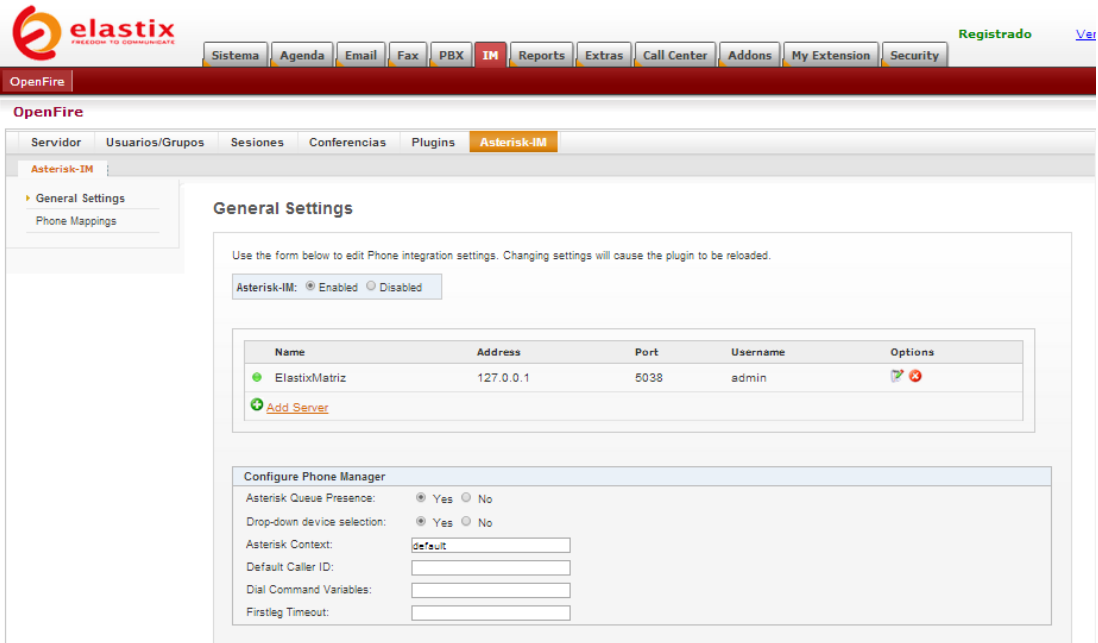 elastix
FREEDOM TO COMMUNICATE
Registrado
Sistema Agenda Email Fax PBX IM Reports Extras Call Center Addons My Extension Security
OpenFire
OpenFire
Servidor Usuarios/Grupos Sesiones Conferencias Plugins Asterisk-IM
Asterisk-IM
General Settings
Phone Mappings
General Settings
Use the form below to edit Phone integration settings. Changing settings will cause the plugin to be reloaded.
Asterisk-IM: Enabled Disabled
Name Address Port Username Options
ElastixMatriz 127.0.0.1 5038 admin
Add Server
Configure Phone Manager
Asterisk Queue Presence: Yes No
Drop-down device selection: Yes No
Asterisk Context: default
Default Caller ID:
Dial Command Variables:
Firstleg Timeout: